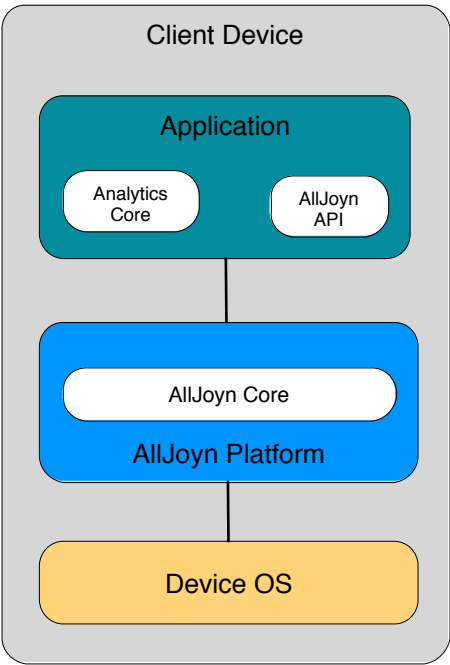 Client Device
Application
Analytics
Core
AllJoyn
API
AllJoyn Core
AllJoyn Platform
Device OS